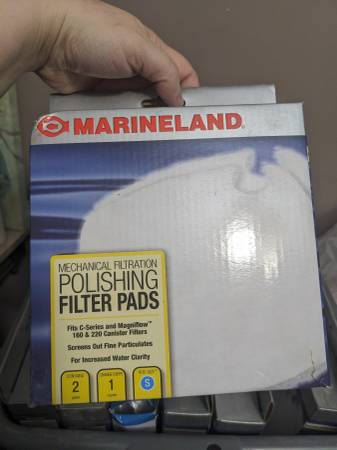 MARINELAND
MECHANICAL FILTRATION
POLISHING
FILTER PADS
Fits C-Series and Magniflow™
160 & 220 Canister Filters
Screens Out Fine Particulates
For Increased Water Clarity
2
1
S